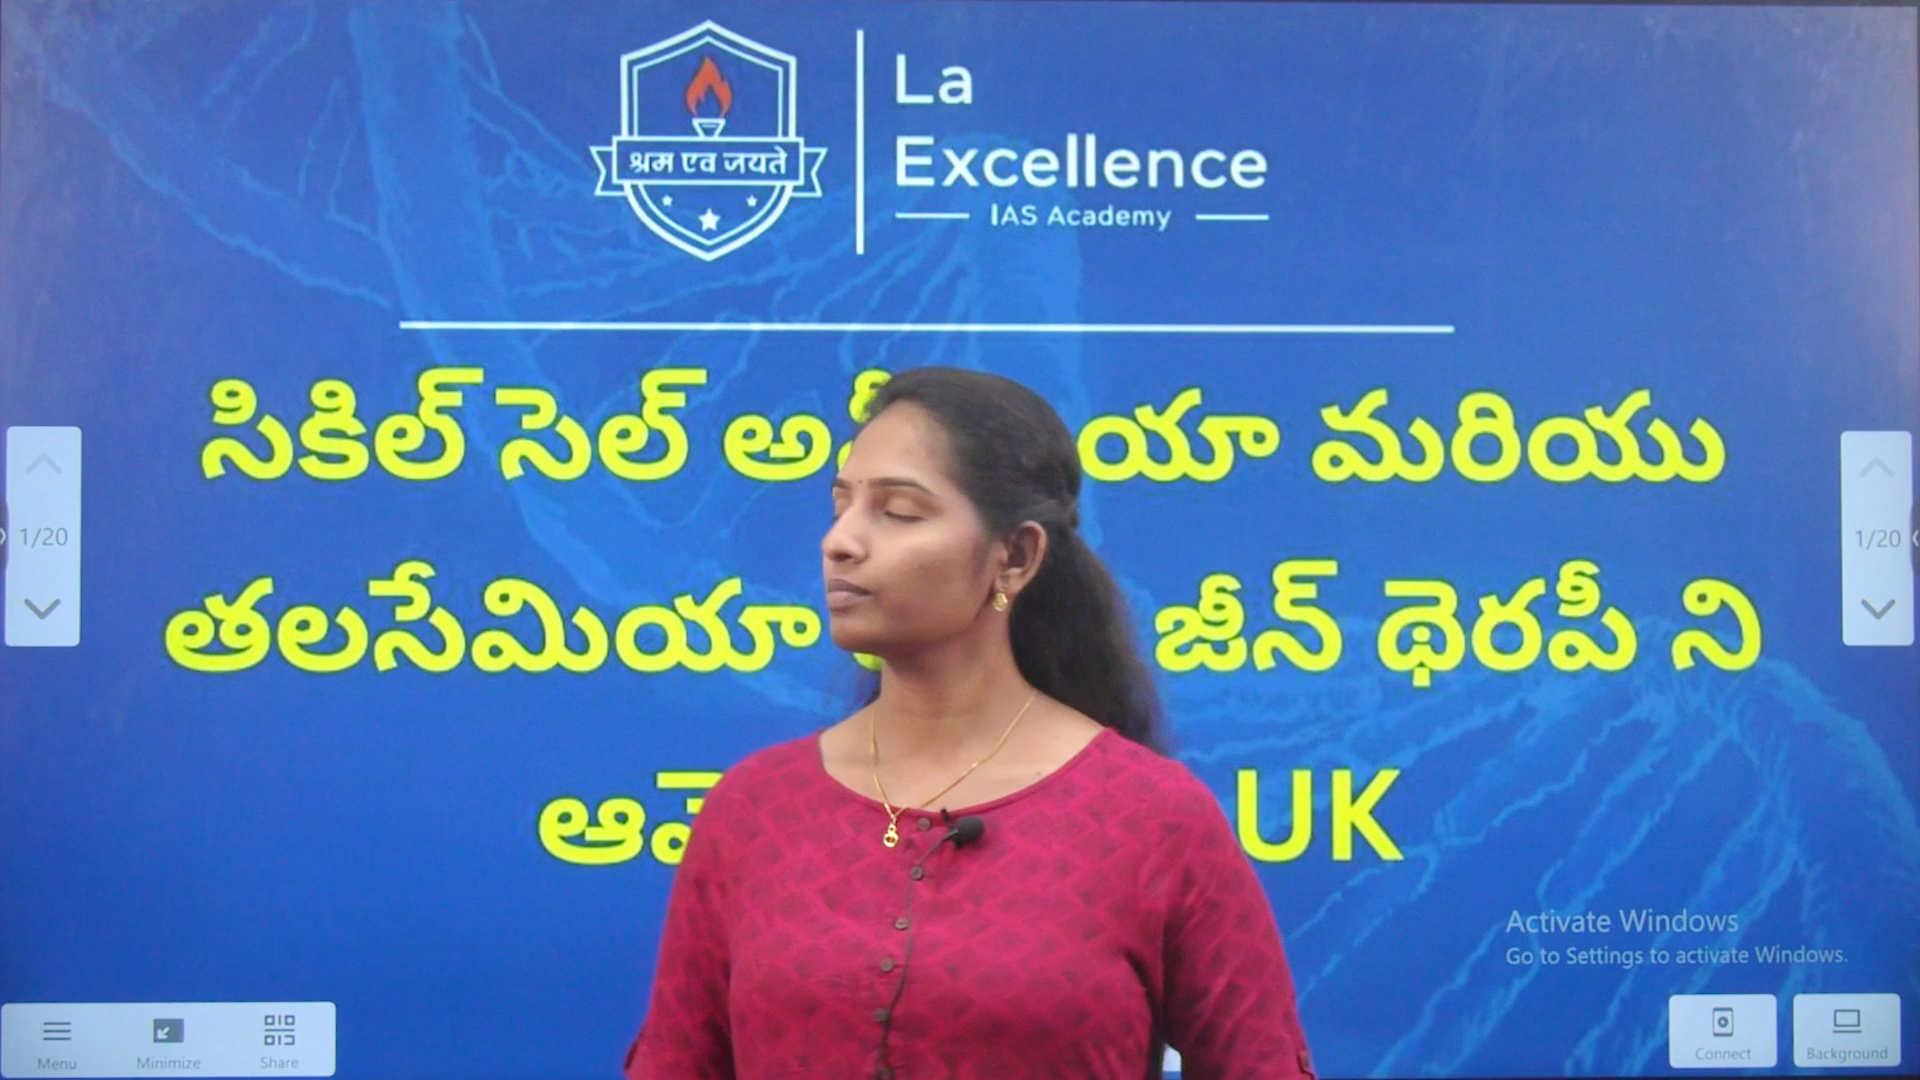 La
Excellence
IAS Academy
श्रम एव जयते
సికిల్ సెల్ మరియు
తలసేమియా జీన్ థెరపీ ని
UK
1/20
1/20
Activate Windows
Go to Settings to activate Windows.
Menu Minimize Share
Connect Background